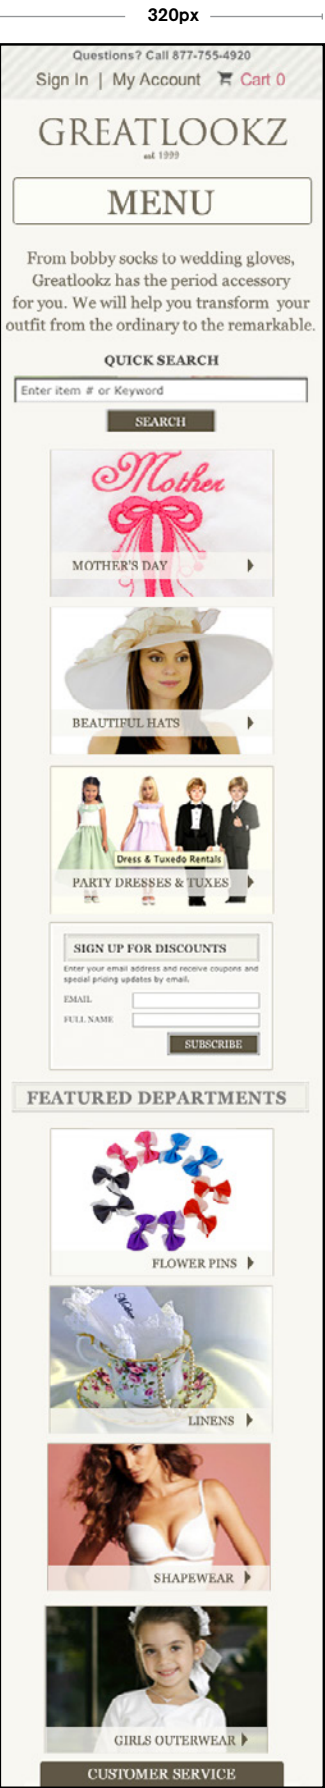 320px
Questions? Call 877-755-4920
Sign In | My Account Cart 0
GREATLOOKZ
est 1999
MENU
From bobby socks to wedding gloves,
Greatlookz has the period accessory
for you. We will help you transform your
outfit from the ordinary to the remarkable.
QUICK SEARCH
Enter item # or Keyword
SEARCH
Mother
MOTHER'S DAY
BEAUTIFUL HATS
Dress & Tuxedo Rentals
PARTY DRESSES & TUXES
SIGN UP FOR DISCOUNTS
Enter your email address and receive coupons and
special pricing updates by email.
EMAIL
FULL NAME
SUBSCRIBE
FEATURED DEPARTMENTS
FLOWER PINS
Mother
LINENS
SHAPEWEAR
GIRLS OUTERWEAR
CUSTOMER SERVICE